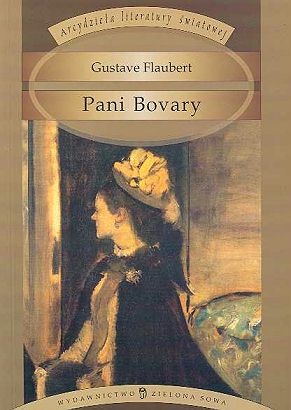 Arcydzieła literatury światowej
Gustave Flaubert
Pani Bovary
WYDAWNICTWO ZIELONA SOWA